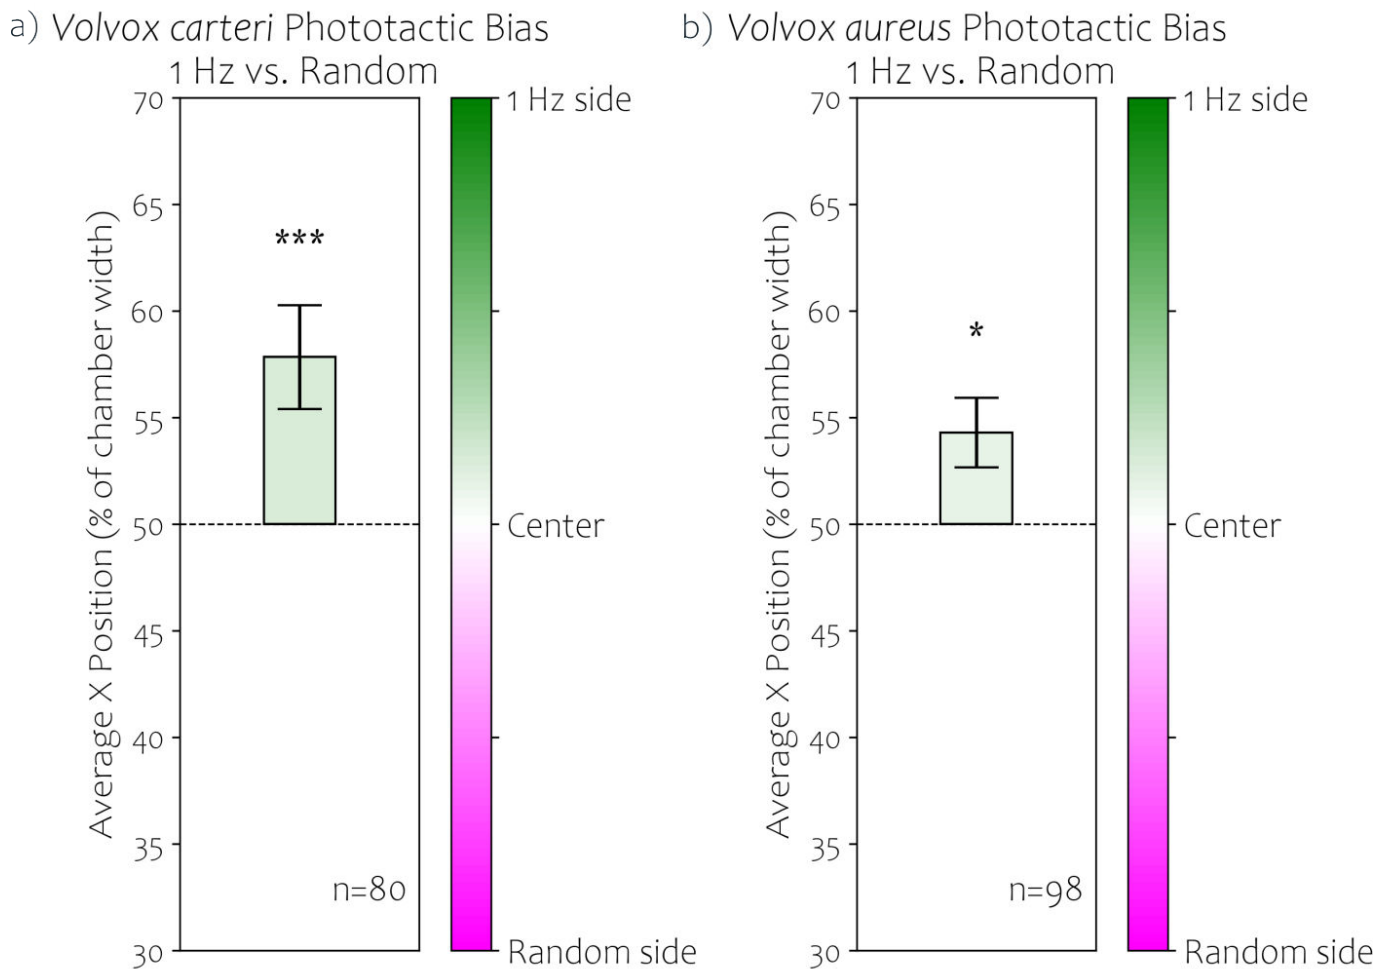 a) Volvox carteri Phototactic Bias
1 Hz vs. Random
70
65
60
55
50
45
40
35
30
Average X Position (% of chamber width)
***
n=80
1 Hz side
Center
Random side
b) Volvox aureus Phototactic Bias
1 Hz vs. Random
70
65
60
55
50
45
40
35
30
Average X Position (% of chamber width)
*
n=98
1 Hz side
Center
Random side